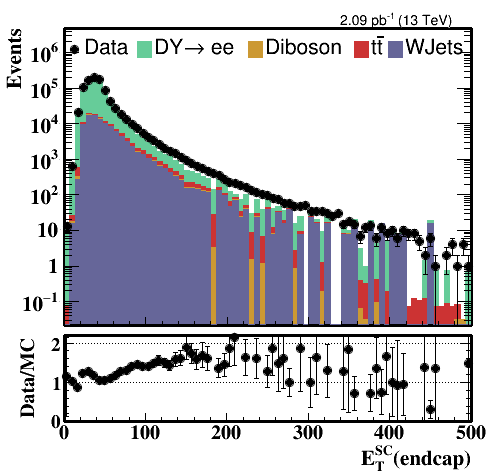 2.09 pb⁻¹ (13 TeV)
Data DY→ ee Diboson tt̄ WJets
Events
10⁶
10⁵
10⁴
10³
10²
10
1
10⁻¹
Data/MC
2
1
0
0 100 200 300 400 500
E_T^SC(endcap)